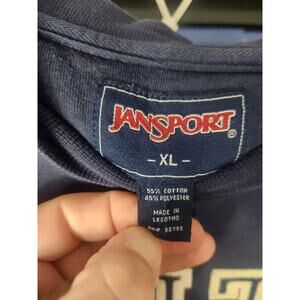 JANSPORT®
- XL -
55% COTTON
45% POLYESTER
MADE IN
LESOTHO